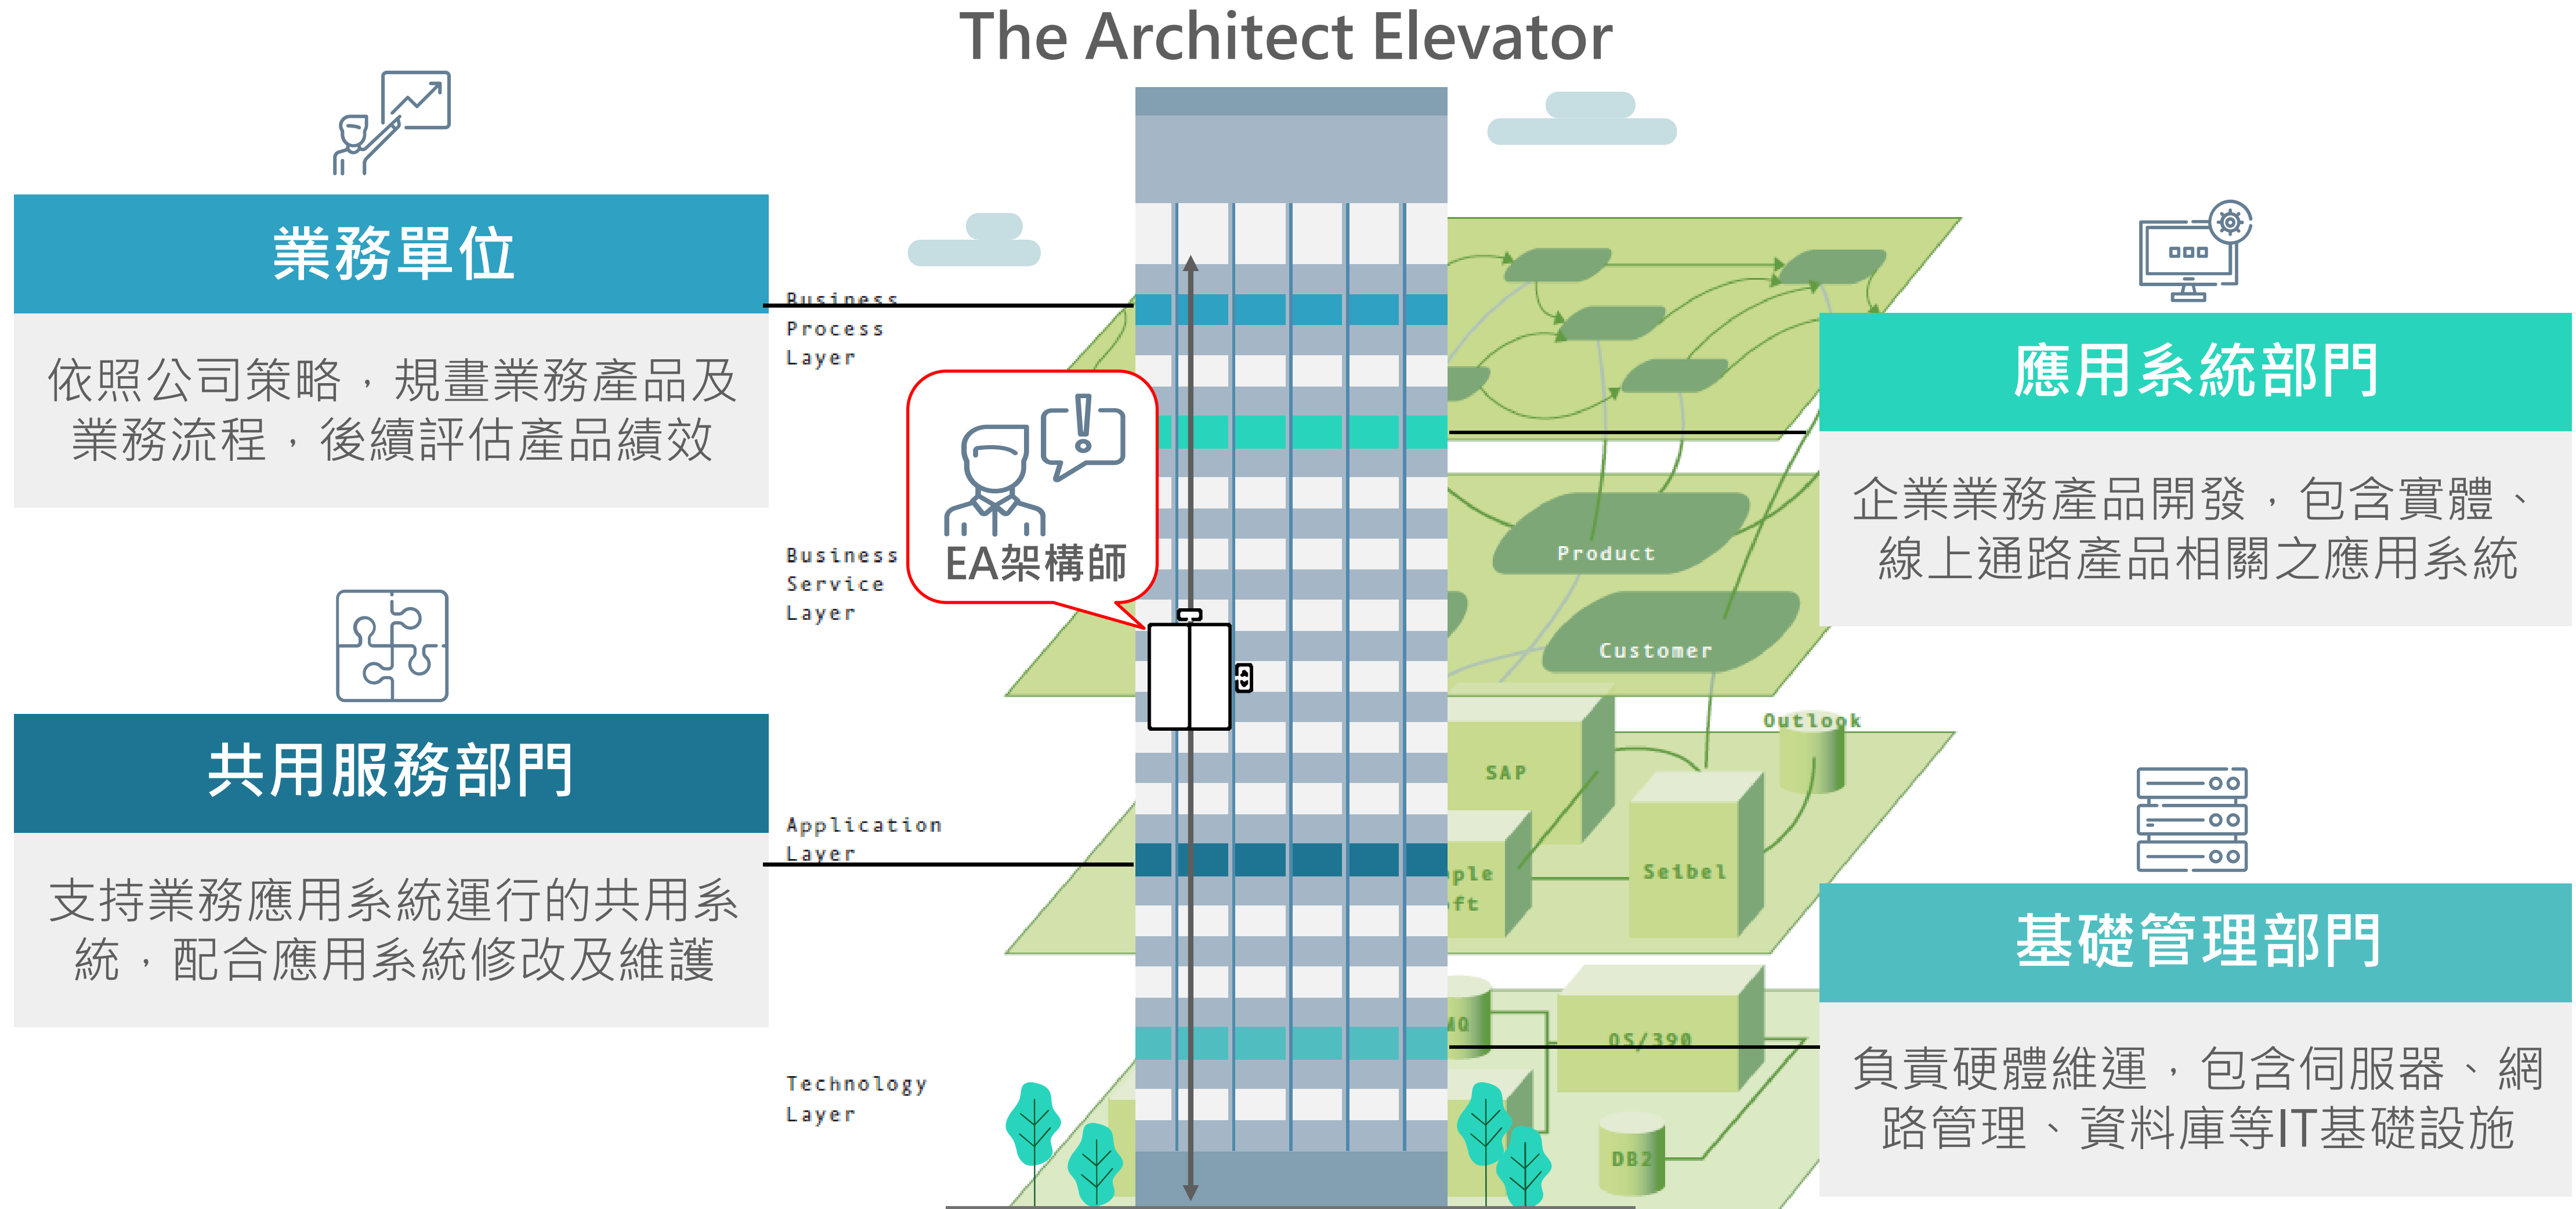 The Architect Elevator
業務單位
依照公司策略，規畫業務產品及
業務流程，後續評估產品績效
共用服務部門
支持業務應用系統運行的共用系
統，配合應用系統修改及維護
Business
Process
Layer
Business
Service
Layer
Application
Layer
Technology
Layer
EA架構師
Product
Customer
Outlook
SAP
ple
ft
Seibel
MQ
OS/390
DB2
應用系統部門
企業業務產品開發，包含實體、
線上通路產品相關之應用系統
基礎管理部門
負責硬體維運，包含伺服器、網
路管理、資料庫等IT基礎設施